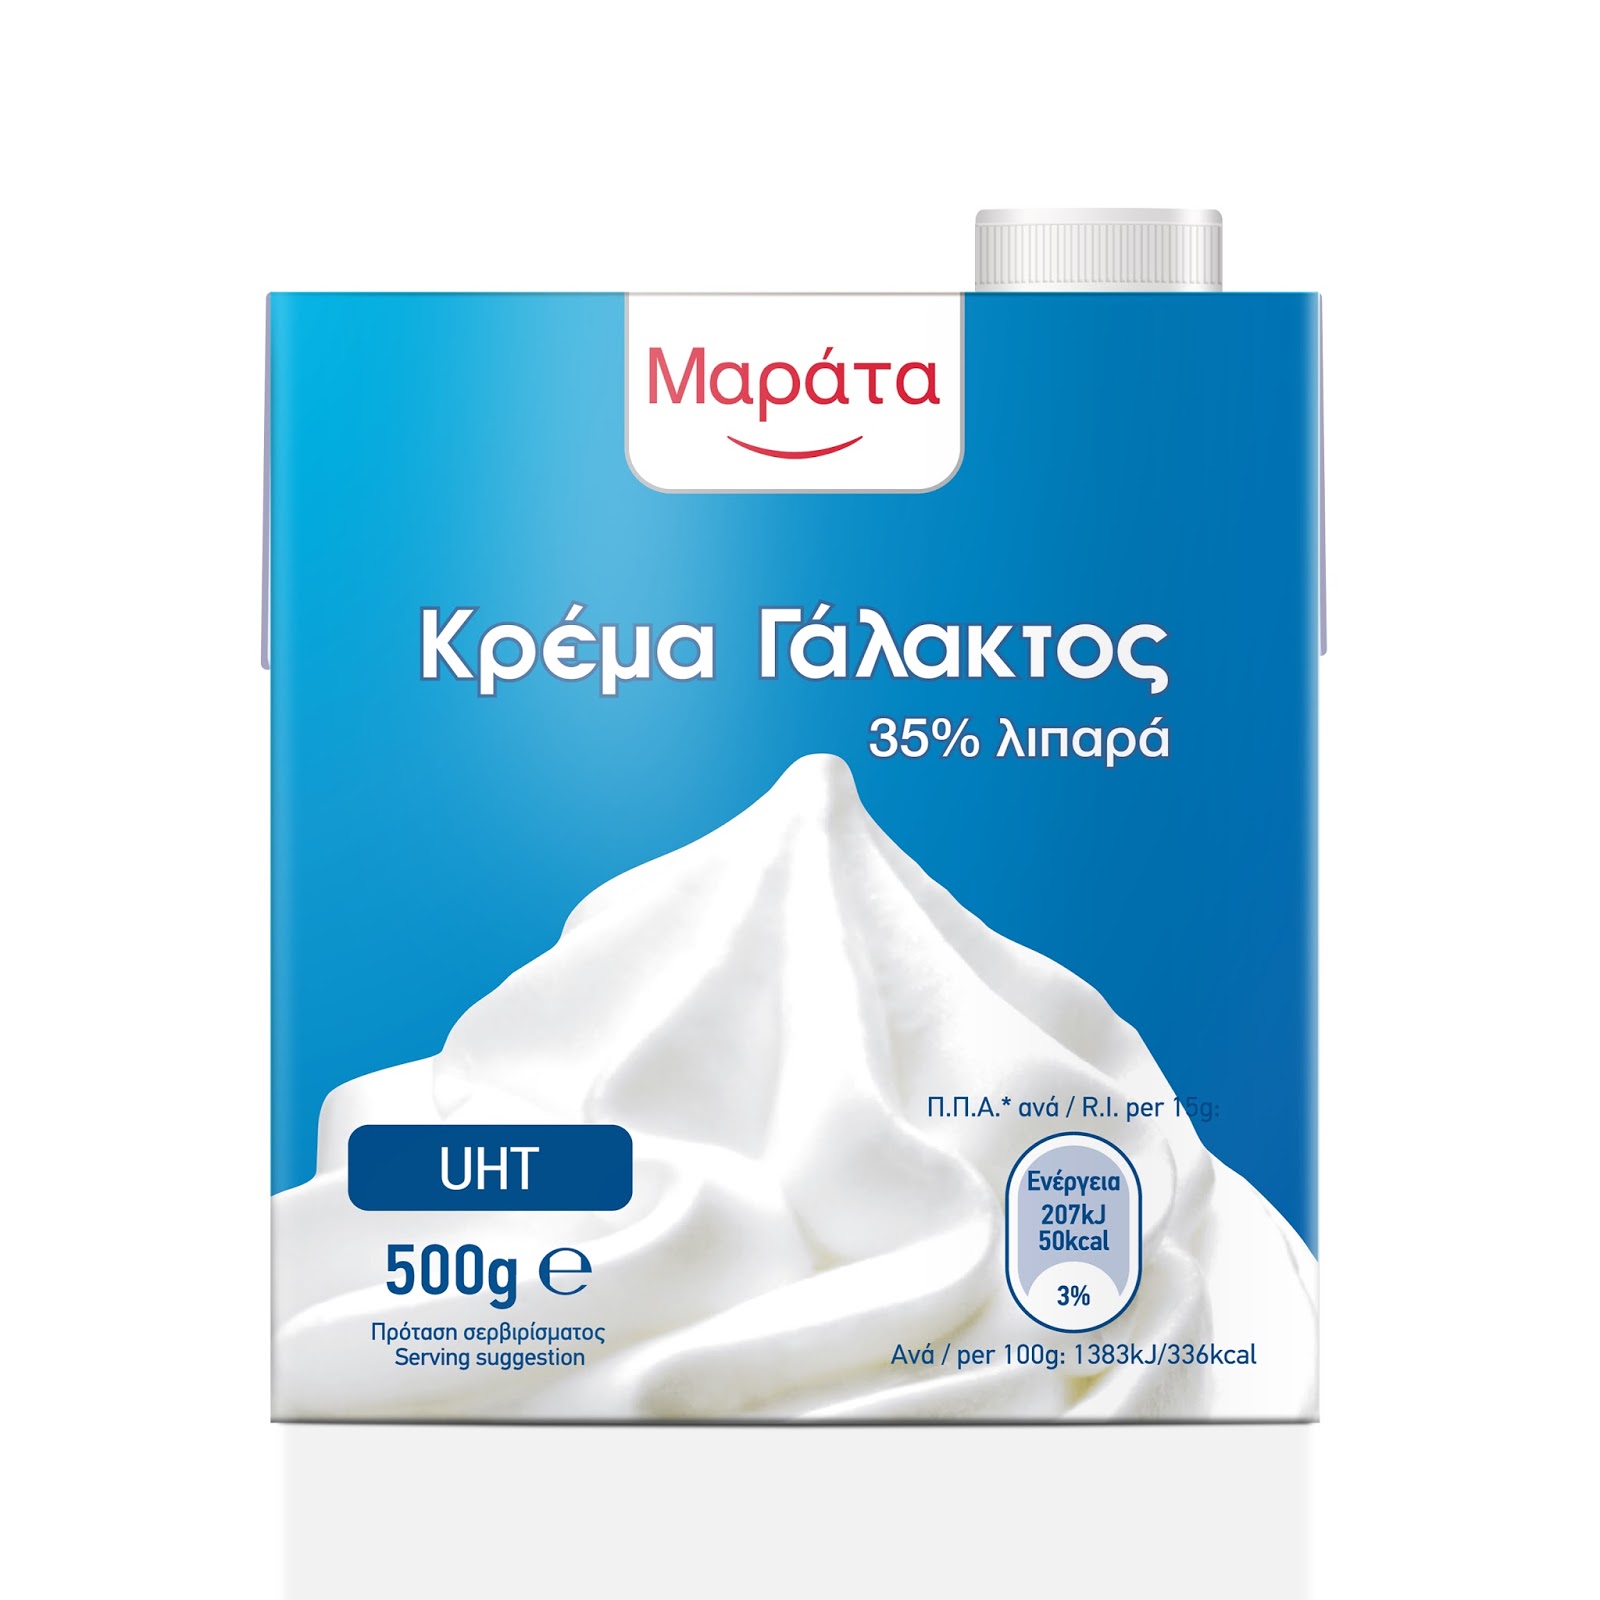 Μαράτα
Κρέμα Γάλακτος
35% λιπαρά
UHT
500g ℮
Πρόταση σερβιρίσματος
Serving suggestion
Π.Π.Α.* ανά / R.I. per 15g:
Ενέργεια
207kJ
50kcal
3%
Ανά / per 100g: 1383kJ/336kcal